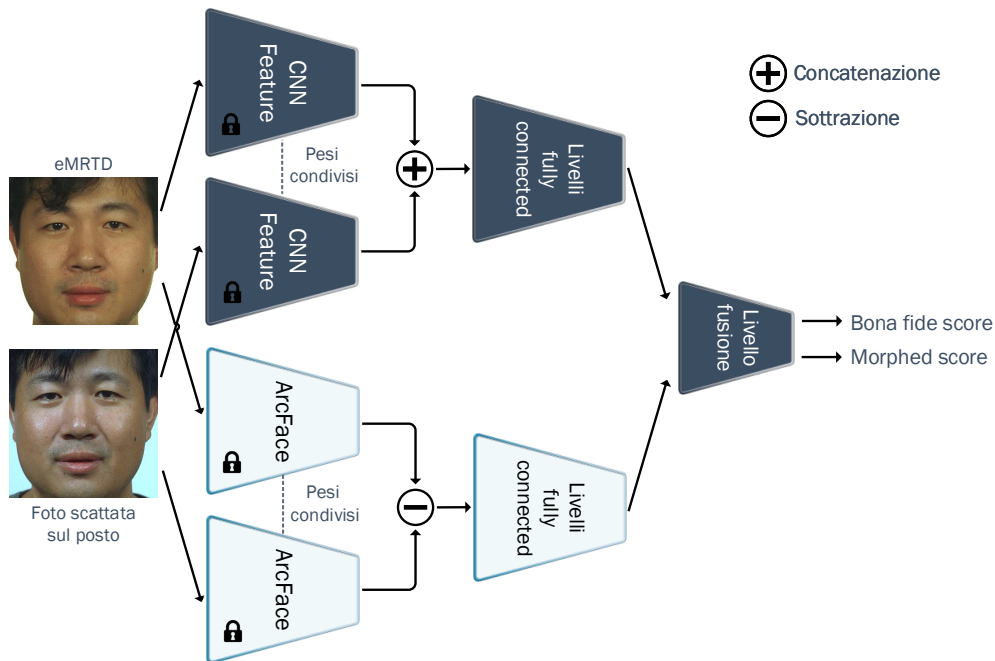 eMRTD
Foto scattata
sul posto
CNN
Feature
Pesi
condivisi
CNN
Feature
ArcFace
Pesi
condivisi
ArcFace
Livelli
fully
connected
Livelli
fully
connected
Livello
fusione
Concatenazione
Sottrazione
Bona fide score
Morphed score